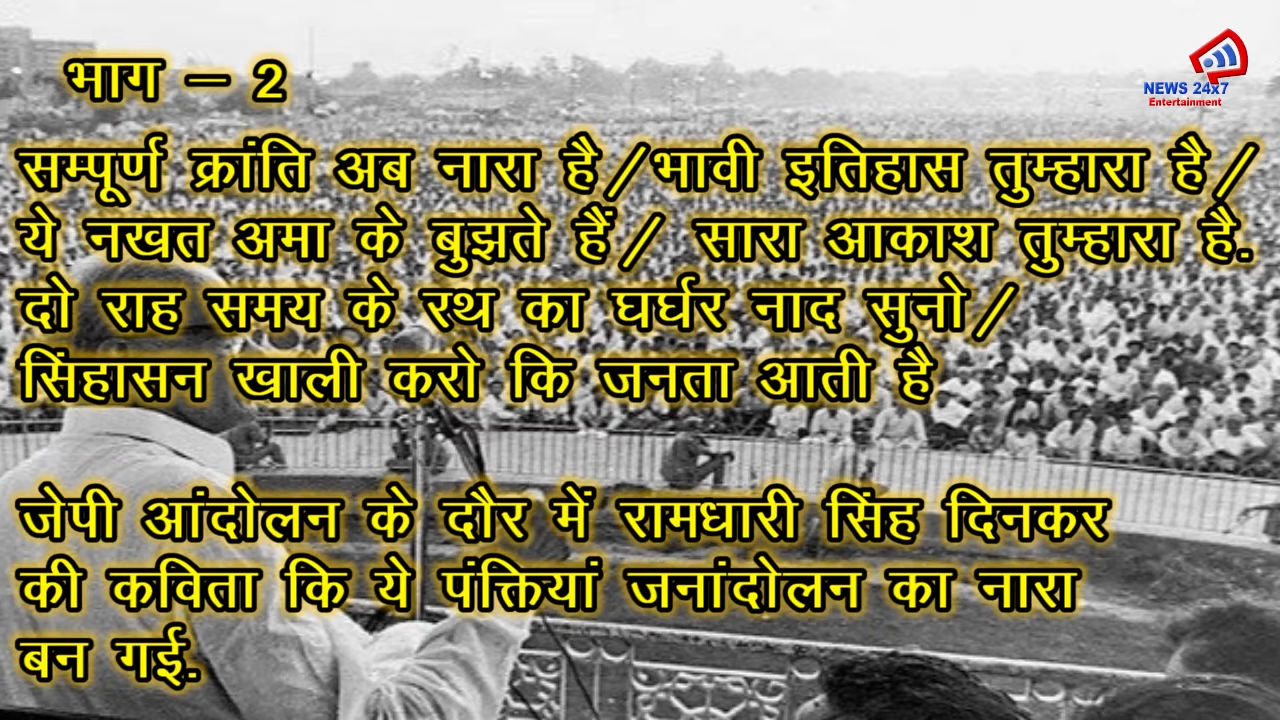 भाग – 2
NEWS 24x7
Entertainment
सम्पूर्ण क्रांति अब नारा है/भावी इतिहास तुम्हारा है/
ये नखत अमा के बुझते हैं/ सारा आकाश तुम्हारा है.
दो राह समय के रथ का घर्घर नाद सुनो/
सिंहासन खाली करो कि जनता आती है
जेपी आंदोलन के दौर में रामधारी सिंह दिनकर
की कविता कि ये पंक्तियां जनांदोलन का नारा
बन गई.